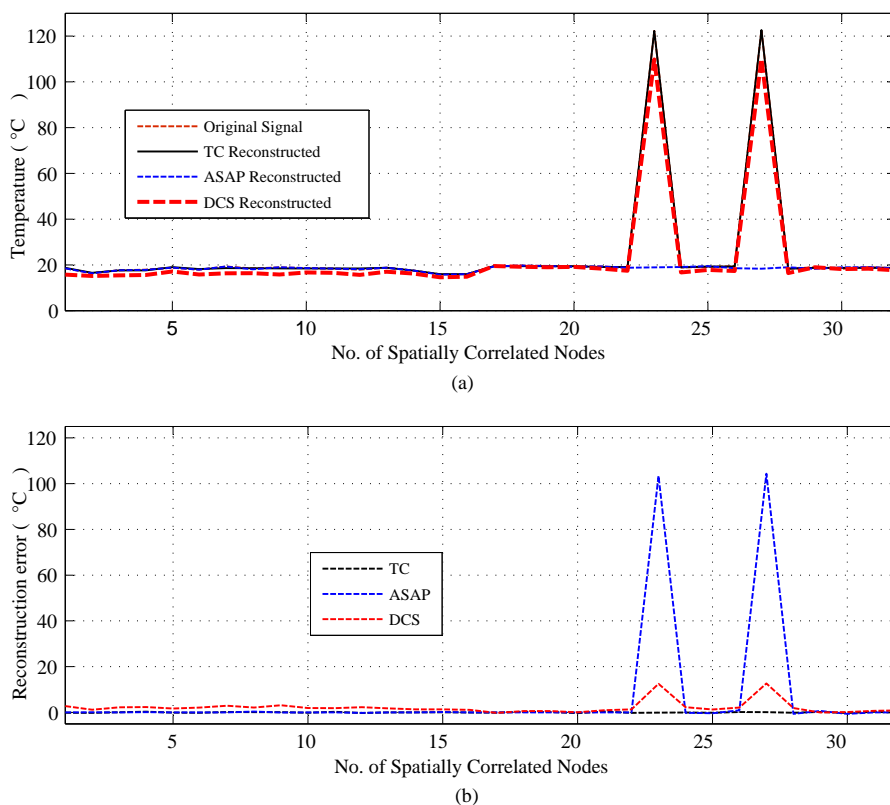 120
100
80
60
40
20
0
Temperature ( °C )
Original Signal
TC Reconstructed
ASAP Reconstructed
DCS Reconstructed
5 10 15 20 25 30
No. of Spatially Correlated Nodes
(a)
120
100
80
60
40
20
0
Reconstruction error ( °C )
TC
ASAP
DCS
5 10 15 20 25 30
No. of Spatially Correlated Nodes
(b)